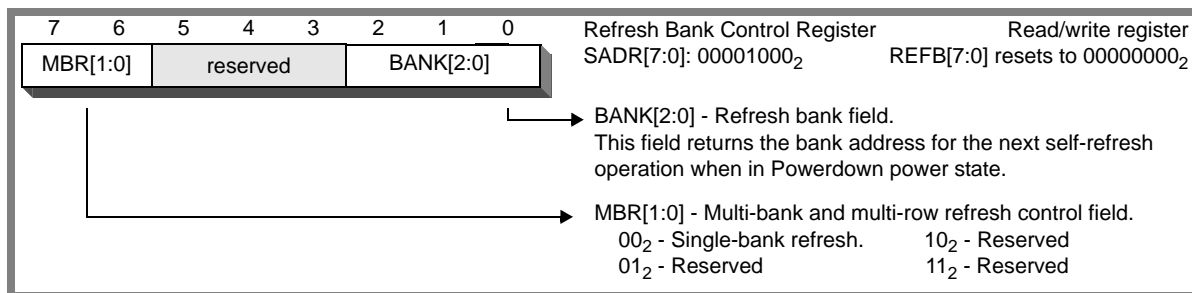 7 6 5 4 3 2 1 0
MBR[1:0] reserved BANK[2:0]
Refresh Bank Control Register Read/write register
SADR[7:0]: 00001000₂ REFB[7:0] resets to 00000000₂
BANK[2:0] - Refresh bank field.
This field returns the bank address for the next self-refresh
operation when in Powerdown power state.
MBR[1:0] - Multi-bank and multi-row refresh control field.
00₂ - Single-bank refresh. 10₂ - Reserved
01₂ - Reserved 11₂ - Reserved